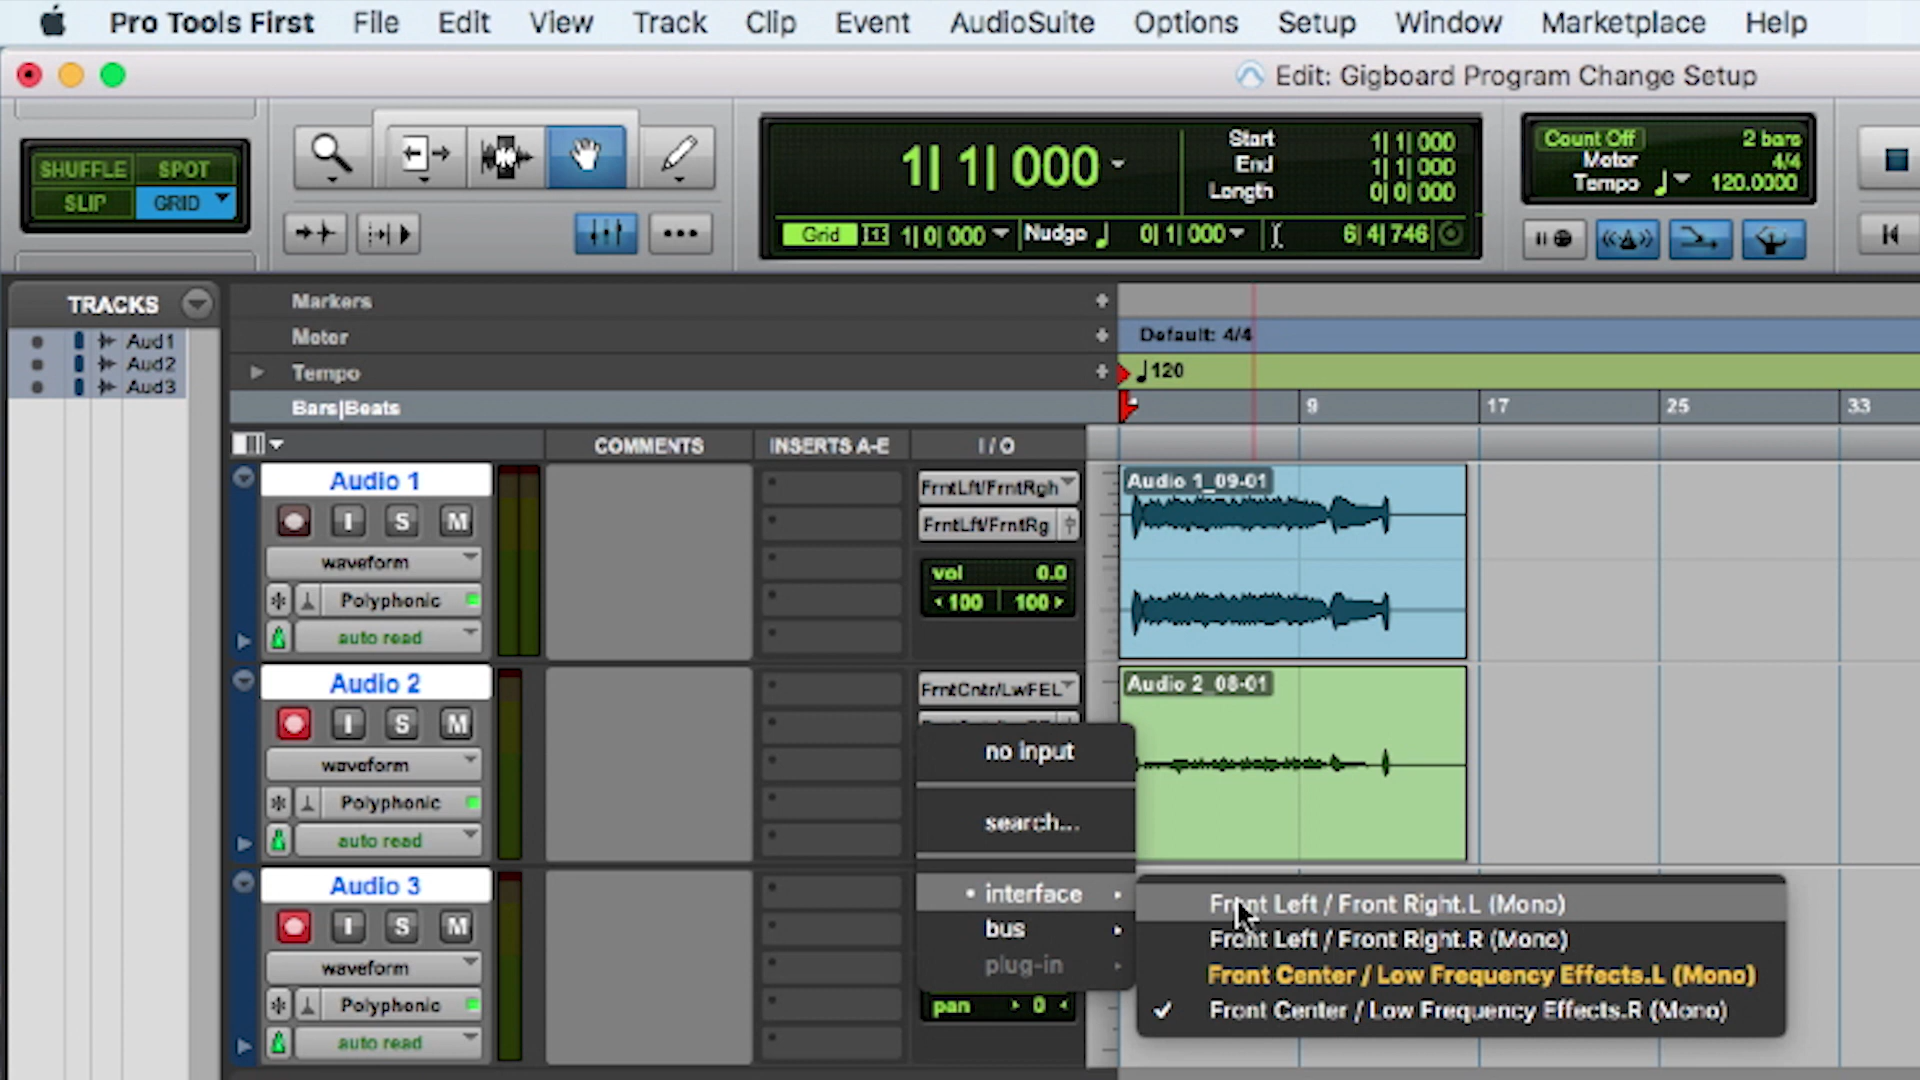 Pro Tools First File Edit View Track Clip Event AudioSuite Options Setup Window Marketplace Help
Edit: Gigboard Program Change Setup
SHUFFLE SPOT
SLIP GRID
1| 1| 000
Start 1| 1| 000
End 1| 1| 000
Length 0| 0| 000
Grid 1| 0| 000 Nudge 0| 1| 000 6| 4| 746
Count Off 2 bars
Meter 4/4
Tempo 120.0000
TRACKS
Aud1
Aud2
Aud3
Markers
Meter Default: 4/4
Tempo 120
Bars|Beats 9 17 25 33
COMMENTS INSERTS A-E I / O
Audio 1
I S M
waveform
Polyphonic
auto read
FrntLft/FrntRgh
FrntLft/FrntRg
vol 0.0
100 100
Audio 1_09-01
Audio 2
I S M
waveform
Polyphonic
auto read
FrntCntr/LwFEL
Audio 2_08-01
no input
search...
interface
bus
plug-in
Front Left / Front Right.L (Mono)
Front Left / Front Right.R (Mono)
Front Center / Low Frequency Effects.L (Mono)
Front Center / Low Frequency Effects.R (Mono)
Audio 3
I S M
waveform
Polyphonic
auto read
pan 0